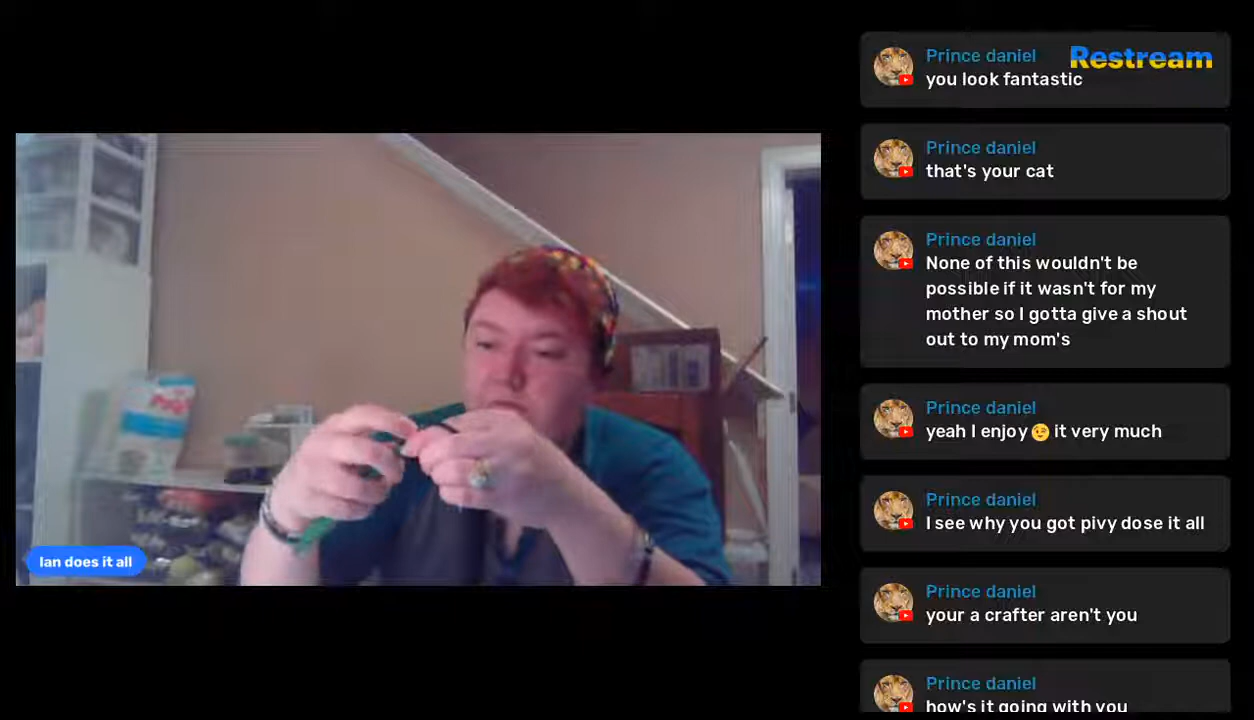 Restream
Prince daniel
you look fantastic
Prince daniel
that's your cat
Prince daniel
None of this wouldn't be
possible if it wasn't for my
mother so I gotta give a shout
out to my mom's
Prince daniel
yeah I enjoy 😉 it very much
Prince daniel
I see why you got pivy dose it all
Prince daniel
your a crafter aren't you
Prince daniel
how's it going with you
Ian does it all